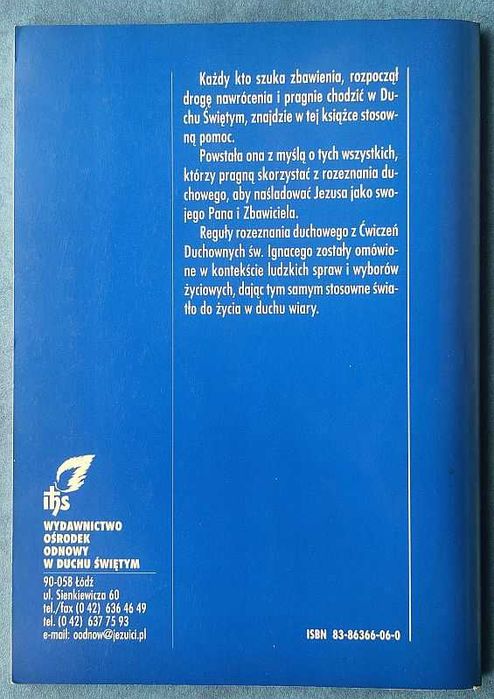 Każdy kto szuka zbawienia, rozpoczął
drogę nawrócenia i pragnie chodzić w Du-
chu Świętym, znajdzie w tej książce stosow-
ną pomoc.
Powstała ona z myślą o tych wszystkich,
którzy pragną skorzystać z rozeznania du-
chowego, aby naśladować Jezusa jako swo-
jego Pana i Zbawiciela.
Reguły rozeznania duchowego z Ćwiczeń
Duchownych św. Ignacego zostały omówio-
ne w kontekście ludzkich spraw i wyborów
życiowych, dając tym samym stosowne świa-
tło do życia w duchu wiary.
ihs
WYDAWNICTWO
OŚRODEK
ODNOWY
W DUCHU ŚWIĘTYM
90-058 Łódź
ul. Sienkiewicza 60
tel./fax (0 42) 636 46 49
tel. (0 42) 637 75 93
e-mail: oodnow@jezuici.pl
ISBN 83-86366-06-0